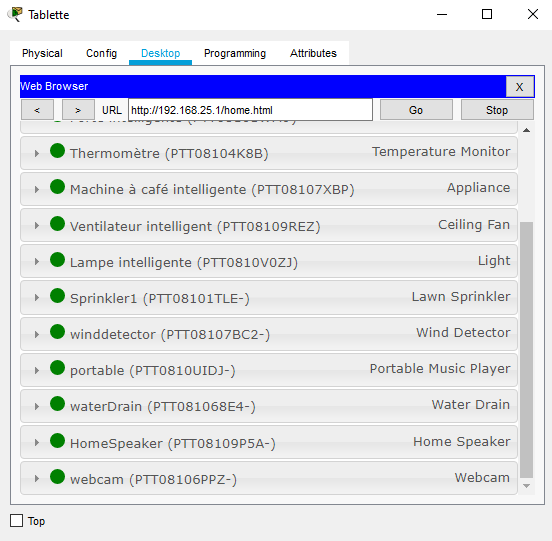 Tablette
Physical Config Desktop Programming Attributes
Web Browser X
< > URL http://192.168.25.1/home.html Go Stop
Thermomètre (PTT08104K8B) Temperature Monitor
Machine à café intelligente (PTT08107XBP) Appliance
Ventilateur intelligent (PTT08109REZ) Ceiling Fan
Lampe intelligente (PTT0810V0ZJ) Light
Sprinkler1 (PTT08101TLE-) Lawn Sprinkler
winddetector (PTT08107BC2-) Wind Detector
portable (PTT0810UIDJ-) Portable Music Player
waterDrain (PTT081068E4-) Water Drain
HomeSpeaker (PTT08109P5A-) Home Speaker
webcam (PTT08106PPZ-) Webcam
Top